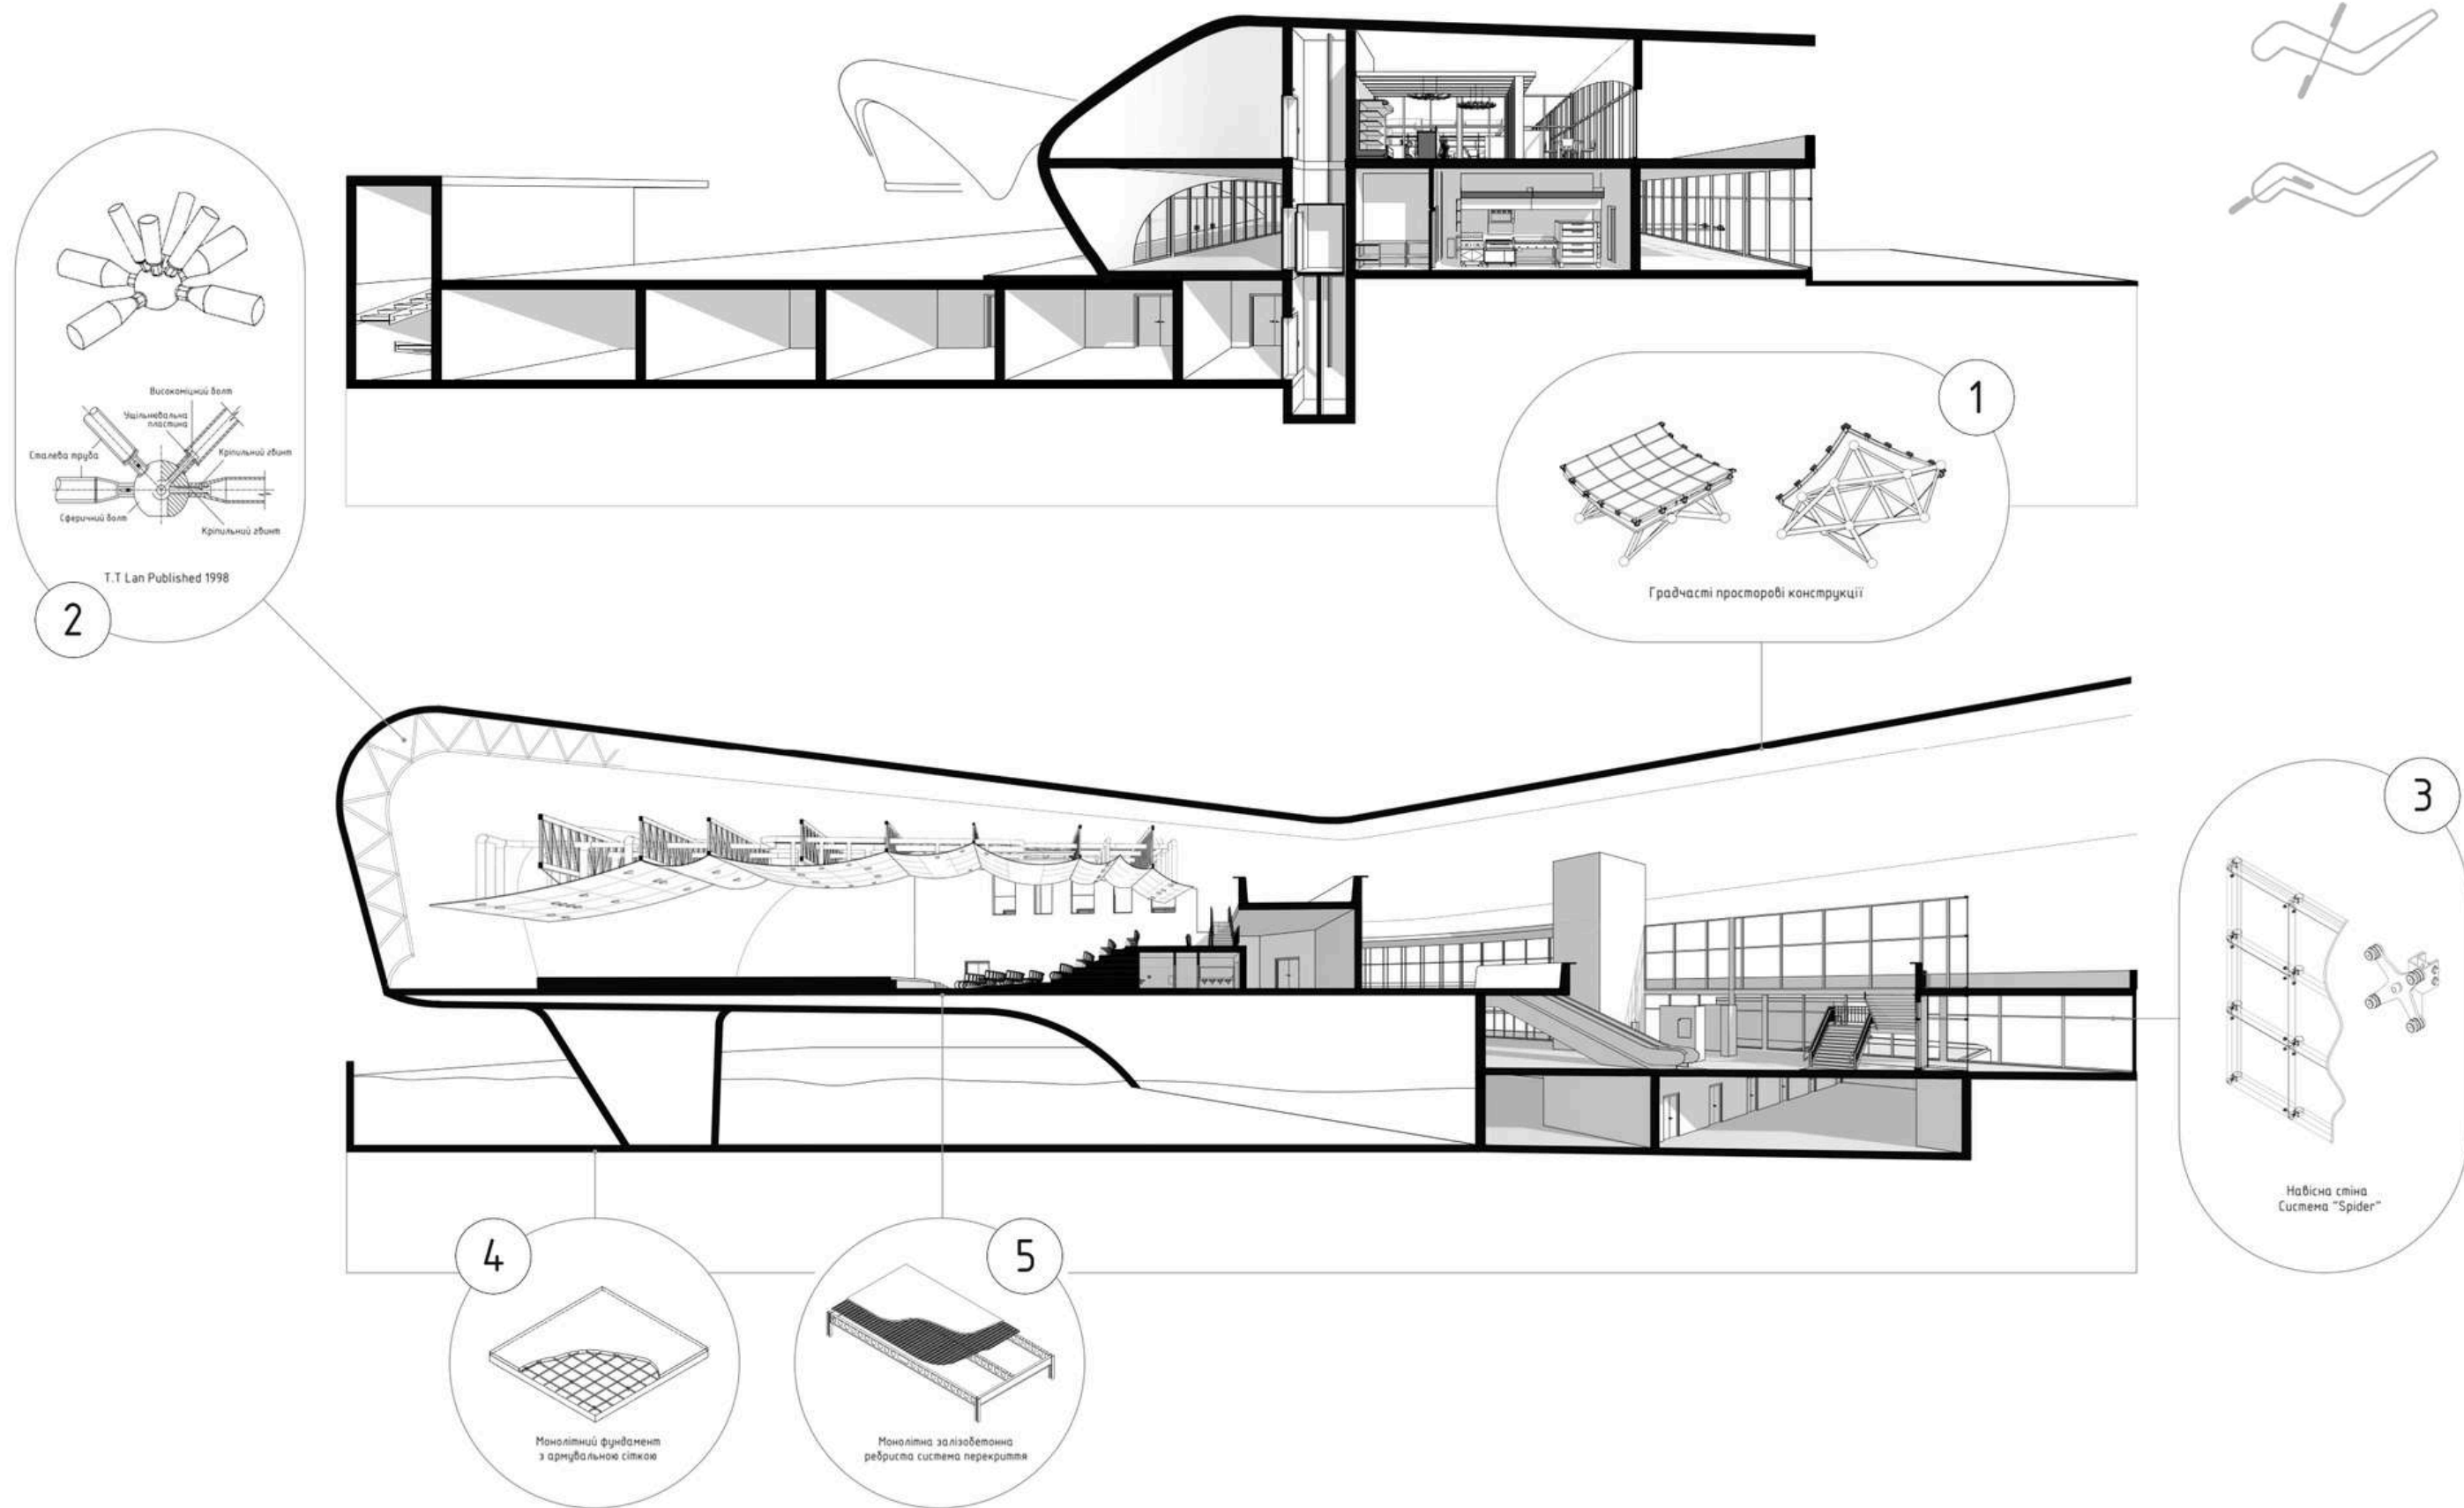 Високоміцний болт
Ущільнювальна
пластина
Сталева труба
Кріпильний гвинт
Сферичний болт
Кріпильний гвинт
T.T Lan Published 1998
2
1
Градчасті просторові конструкції
3
Навісна стіна
Система "Spider"
4
Монолітний фундамент
з армувальною сіткою
5
Монолітна залізобетонна
ребриста система перекриття